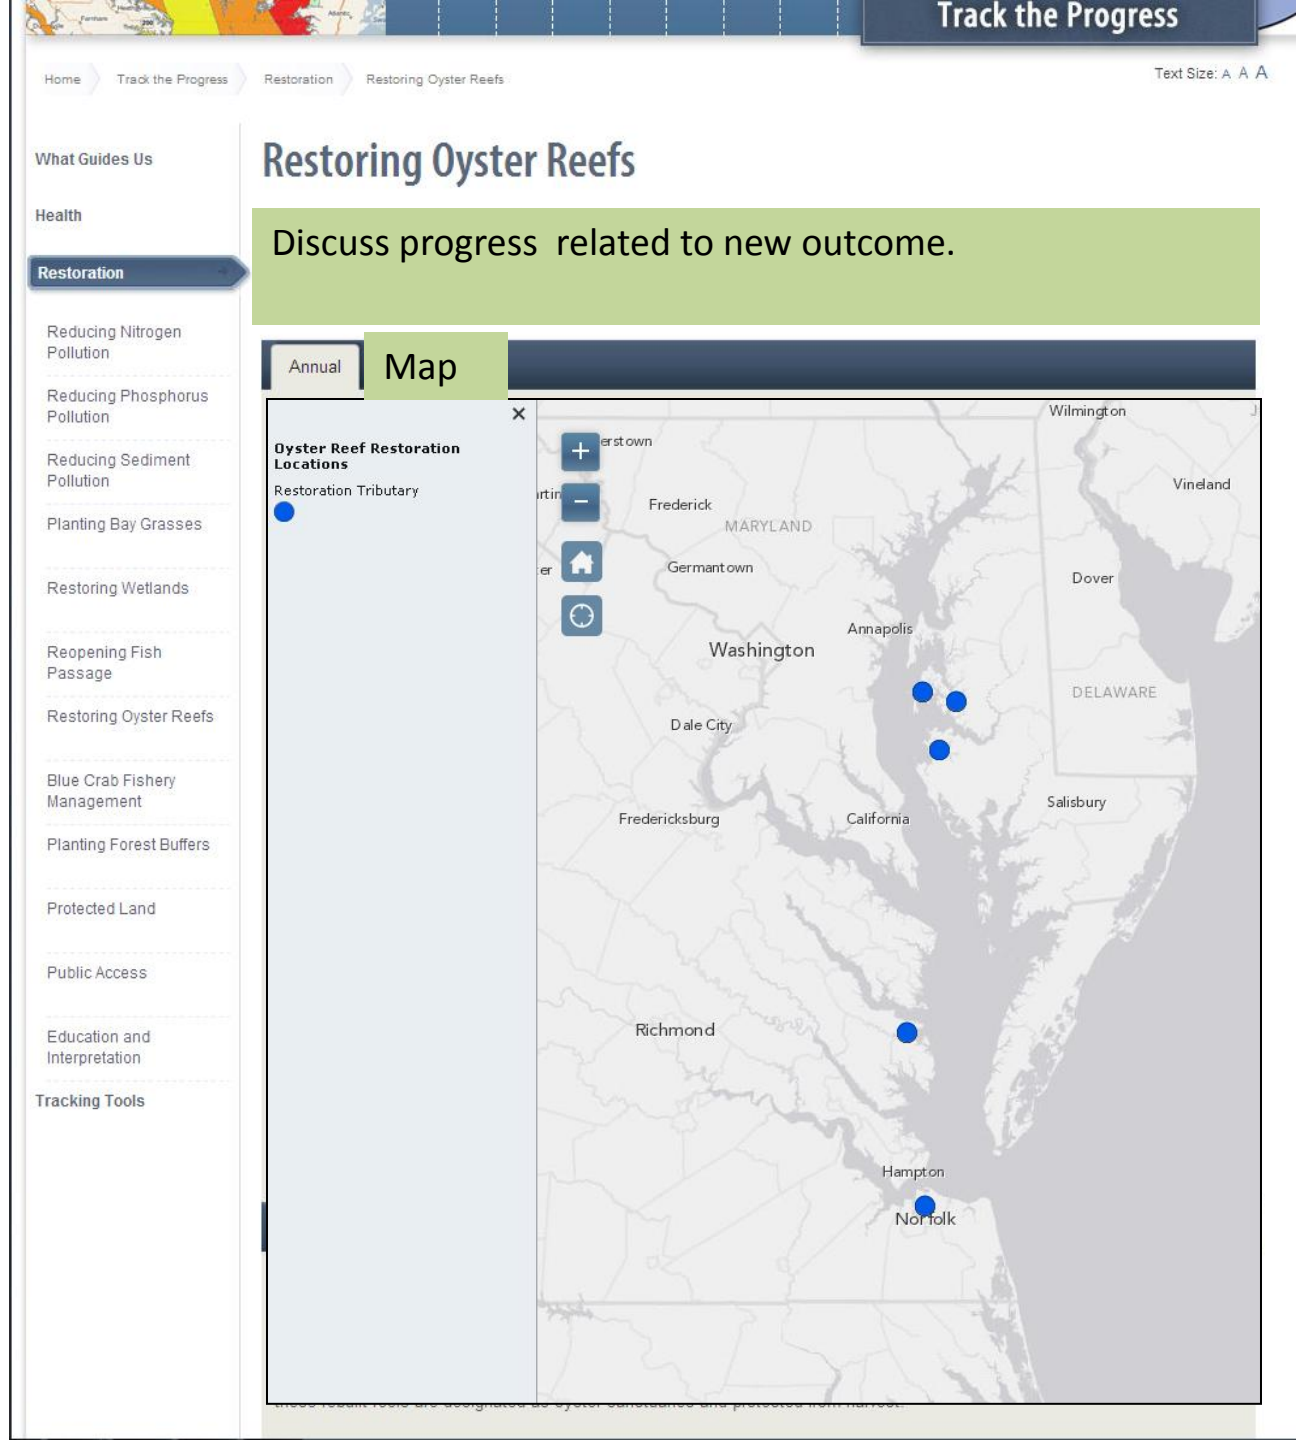 Track the Progress
Home
Track the Progress
Restoration
Restoring Oyster Reefs
Text Size: A A A
What Guides Us
Health
Restoration
Reducing Nitrogen
Pollution
Reducing Phosphorus
Pollution
Reducing Sediment
Pollution
Planting Bay Grasses
Restoring Wetlands
Reopening Fish
Passage
Restoring Oyster Reefs
Blue Crab Fishery
Management
Planting Forest Buffers
Protected Land
Public Access
Education and
Interpretation
Tracking Tools
Restoring Oyster Reefs
Discuss progress  related to new outcome.
Annual
Map
Oyster Reef Restoration
Locations
Restoration Tributary
Wilmington
erstown
Vineland
Frederick
MARYLAND
Germantown
Dover
Annapolis
Washington
DELAWARE
Dale City
Salisbury
Fredericksburg
California
Richmond
Hampton
Norfolk